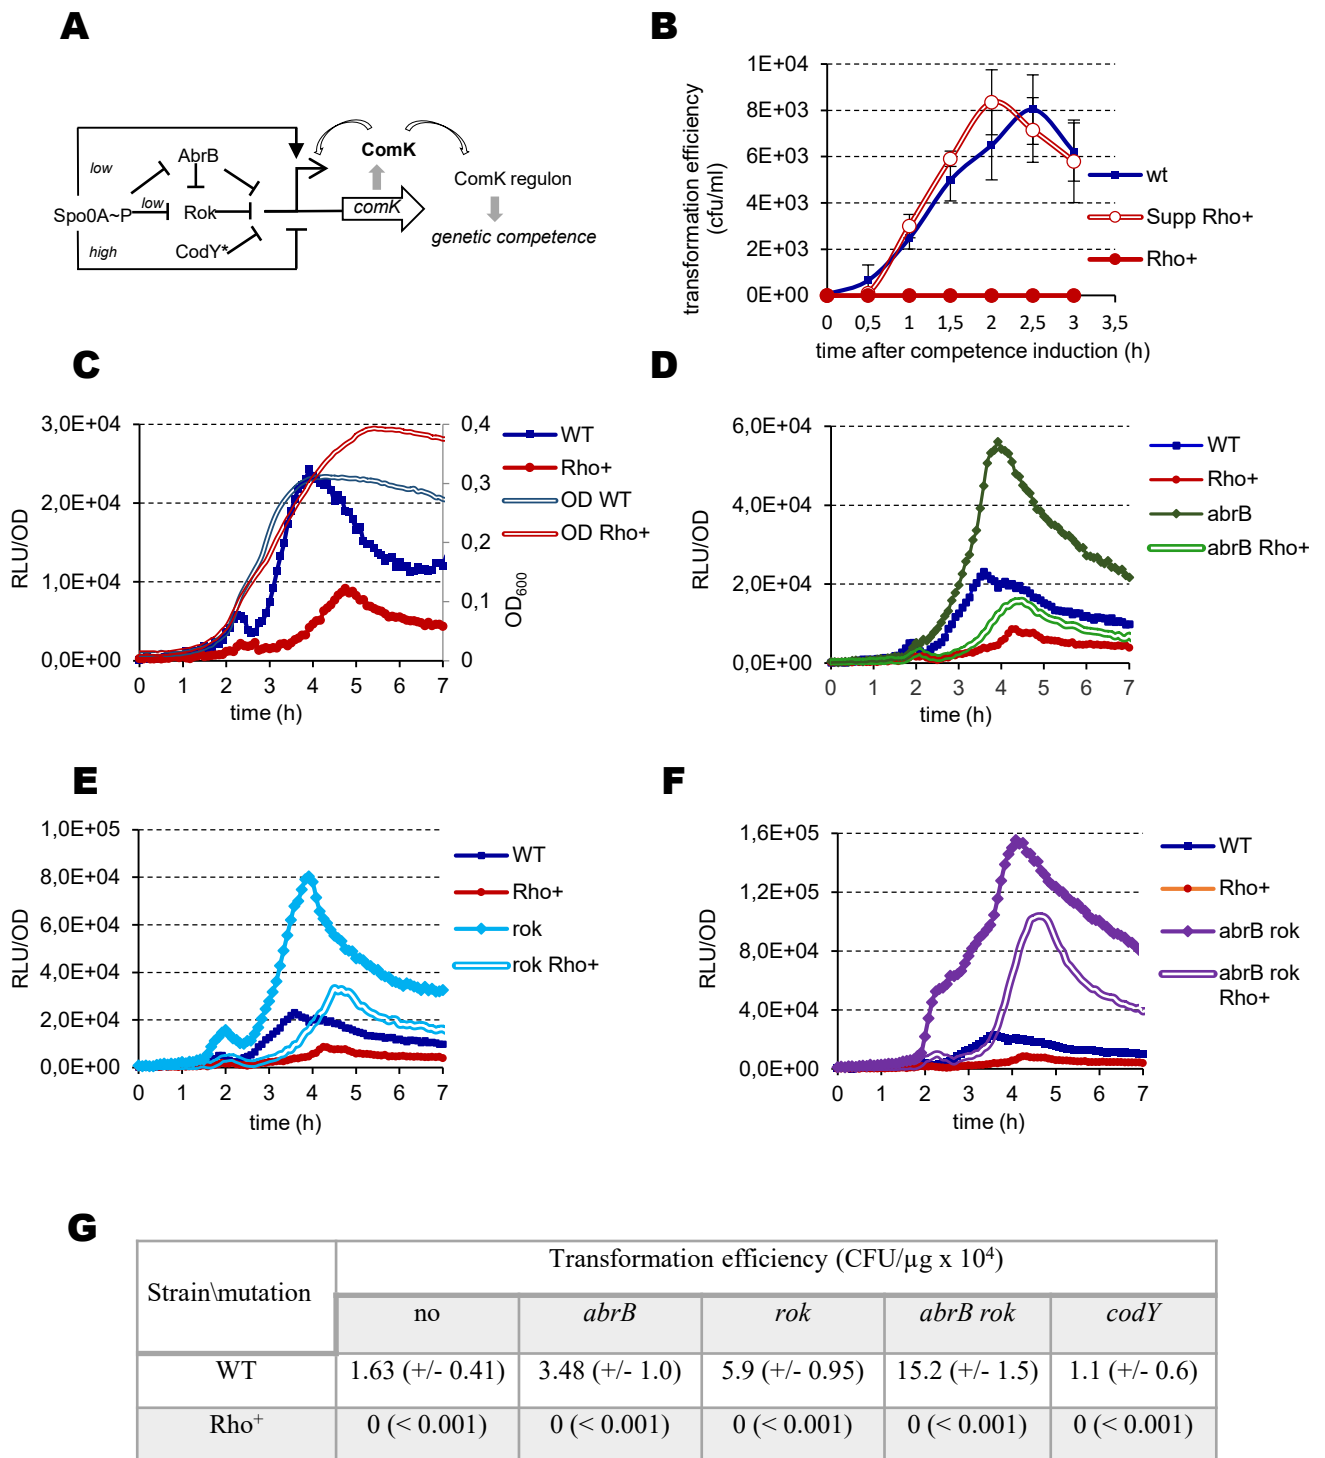 A
low
AbrB
ComK
ComK regulon
Spo0A~P
low
Rok
comK
high
CodY*
genetic competence
B
transformation efficiency
(cfu/ml)
1E+04
8E+03
6E+03
4E+03
2E+03
0E+00
0 0,5 1 1,5 2 2,5 3 3,5
time after competence induction (h)
wt
Supp Rho+
Rho+
C
RLU/OD
3,0E+04
2,0E+04
1,0E+04
0,0E+00
0,4
0,3
0,2
0,1
0
OD600
0 1 2 3 4 5 6 7
time (h)
WT
Rho+
OD WT
OD Rho+
D
RLU/OD
6,0E+04
4,0E+04
2,0E+04
0,0E+00
0 1 2 3 4 5 6 7
time (h)
WT
Rho+
abrB
abrB Rho+
E
RLU/OD
1,0E+05
8,0E+04
6,0E+04
4,0E+04
2,0E+04
0,0E+00
0 1 2 3 4 5 6 7
time (h)
WT
Rho+
rok
rok Rho+
F
RLU/OD
1,6E+05
1,2E+05
8,0E+04
4,0E+04
0,0E+00
0 1 2 3 4 5 6 7
time (h)
WT
Rho+
abrB rok
abrB rok
Rho+
G
Strain\mutation
Transformation efficiency (CFU/µg x 10⁴)
no abrB rok abrB rok codY
WT 1.63 (+/- 0.41) 3.48 (+/- 1.0) 5.9 (+/- 0.95) 15.2 (+/- 1.5) 1.1 (+/- 0.6)
Rho⁺ 0 (< 0.001) 0 (< 0.001) 0 (< 0.001) 0 (< 0.001) 0 (< 0.001)